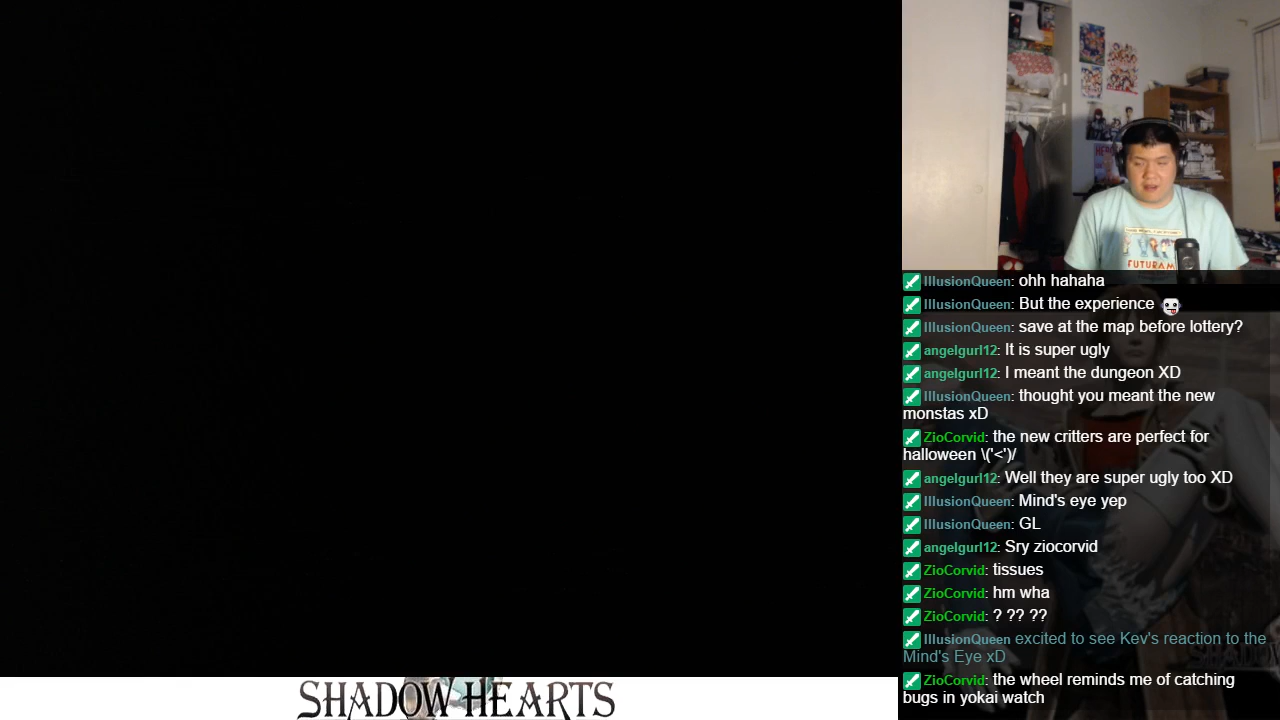 FUTURAM
IllusionQueen: ohh hahaha
IllusionQueen: But the experience
IllusionQueen: save at the map before lottery?
angelgurl12: It is super ugly
angelgurl12: I meant the dungeon XD
IllusionQueen: thought you meant the new
monstas xD
ZioCorvid: the new critters are perfect for
halloween \('<')/
angelgurl12: Well they are super ugly too XD
IllusionQueen: Mind's eye yep
IllusionQueen: GL
angelgurl12: Sry ziocorvid
ZioCorvid: tissues
ZioCorvid: hm wha
ZioCorvid: ? ?? ??
IllusionQueen excited to see Kev's reaction to the
Mind's Eye xD
ZioCorvid: the wheel reminds me of catching
bugs in yokai watch
SHADOW HEARTS